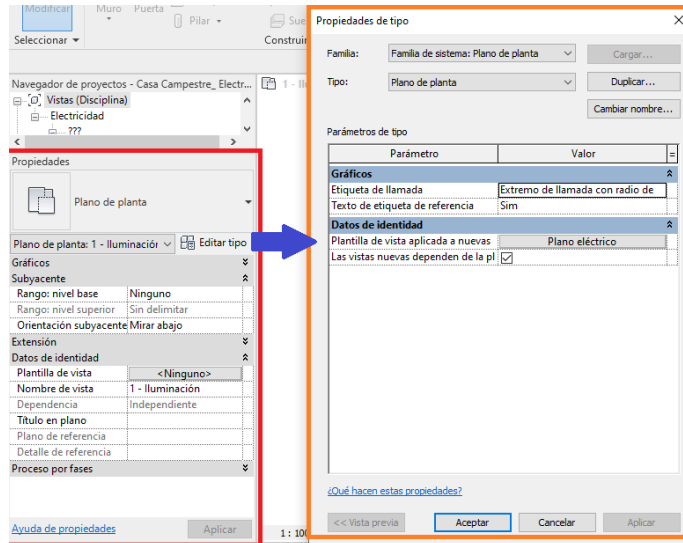 Modificar
Muro
Puerta
Pilar
Sue
Seleccionar
Construir
Navegador de proyectos - Casa Campestre_ Electr...
Vistas (Disciplina)
Electricidad
???
Propiedades
Plano de planta
Plano de planta: 1 - Iluminación
Editar tipo
Gráficos
Subyacente
Rango: nivel base Ninguno
Rango: nivel superior Sin delimitar
Orientación subyacente Mirar abajo
Extensión
Datos de identidad
Plantilla de vista <Ninguno>
Nombre de vista 1 - Iluminación
Dependencia Independiente
Título en plano
Plano de referencia
Detalle de referencia
Proceso por fases
Ayuda de propiedades Aplicar
1 - Il
1 : 100
Propiedades de tipo
Familia: Familia de sistema: Plano de planta Cargar...
Tipo: Plano de planta Duplicar...
Cambiar nombre...
Parámetros de tipo
Parámetro Valor =
Gráficos
Etiqueta de llamada Extremo de llamada con radio de
Texto de etiqueta de referencia Sim
Datos de identidad
Plantilla de vista aplicada a nuevas Plano eléctrico
Las vistas nuevas dependen de la pl
¿Qué hacen estas propiedades?
<< Vista previa Aceptar Cancelar Aplicar